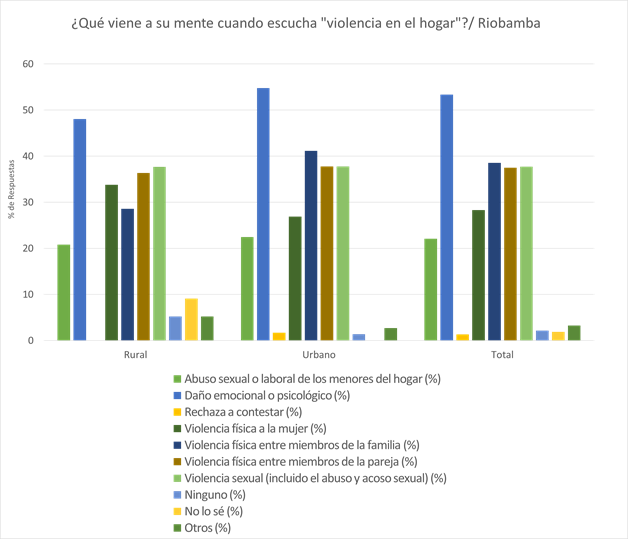 ¿Qué viene a su mente cuando escucha "violencia en el hogar"?/ Riobamba
60
50
40
30
20
10
0
% de Respuestas
Rural
Urbano
Total
Abuso sexual o laboral de los menores del hogar (%)
Daño emocional o psicológico (%)
Rechaza a contestar (%)
Violencia física a la mujer (%)
Violencia física entre miembros de la familia (%)
Violencia física entre miembros de la pareja (%)
Violencia sexual (incluido el abuso y acoso sexual) (%)
Ninguno (%)
No lo sé (%)
Otros (%)